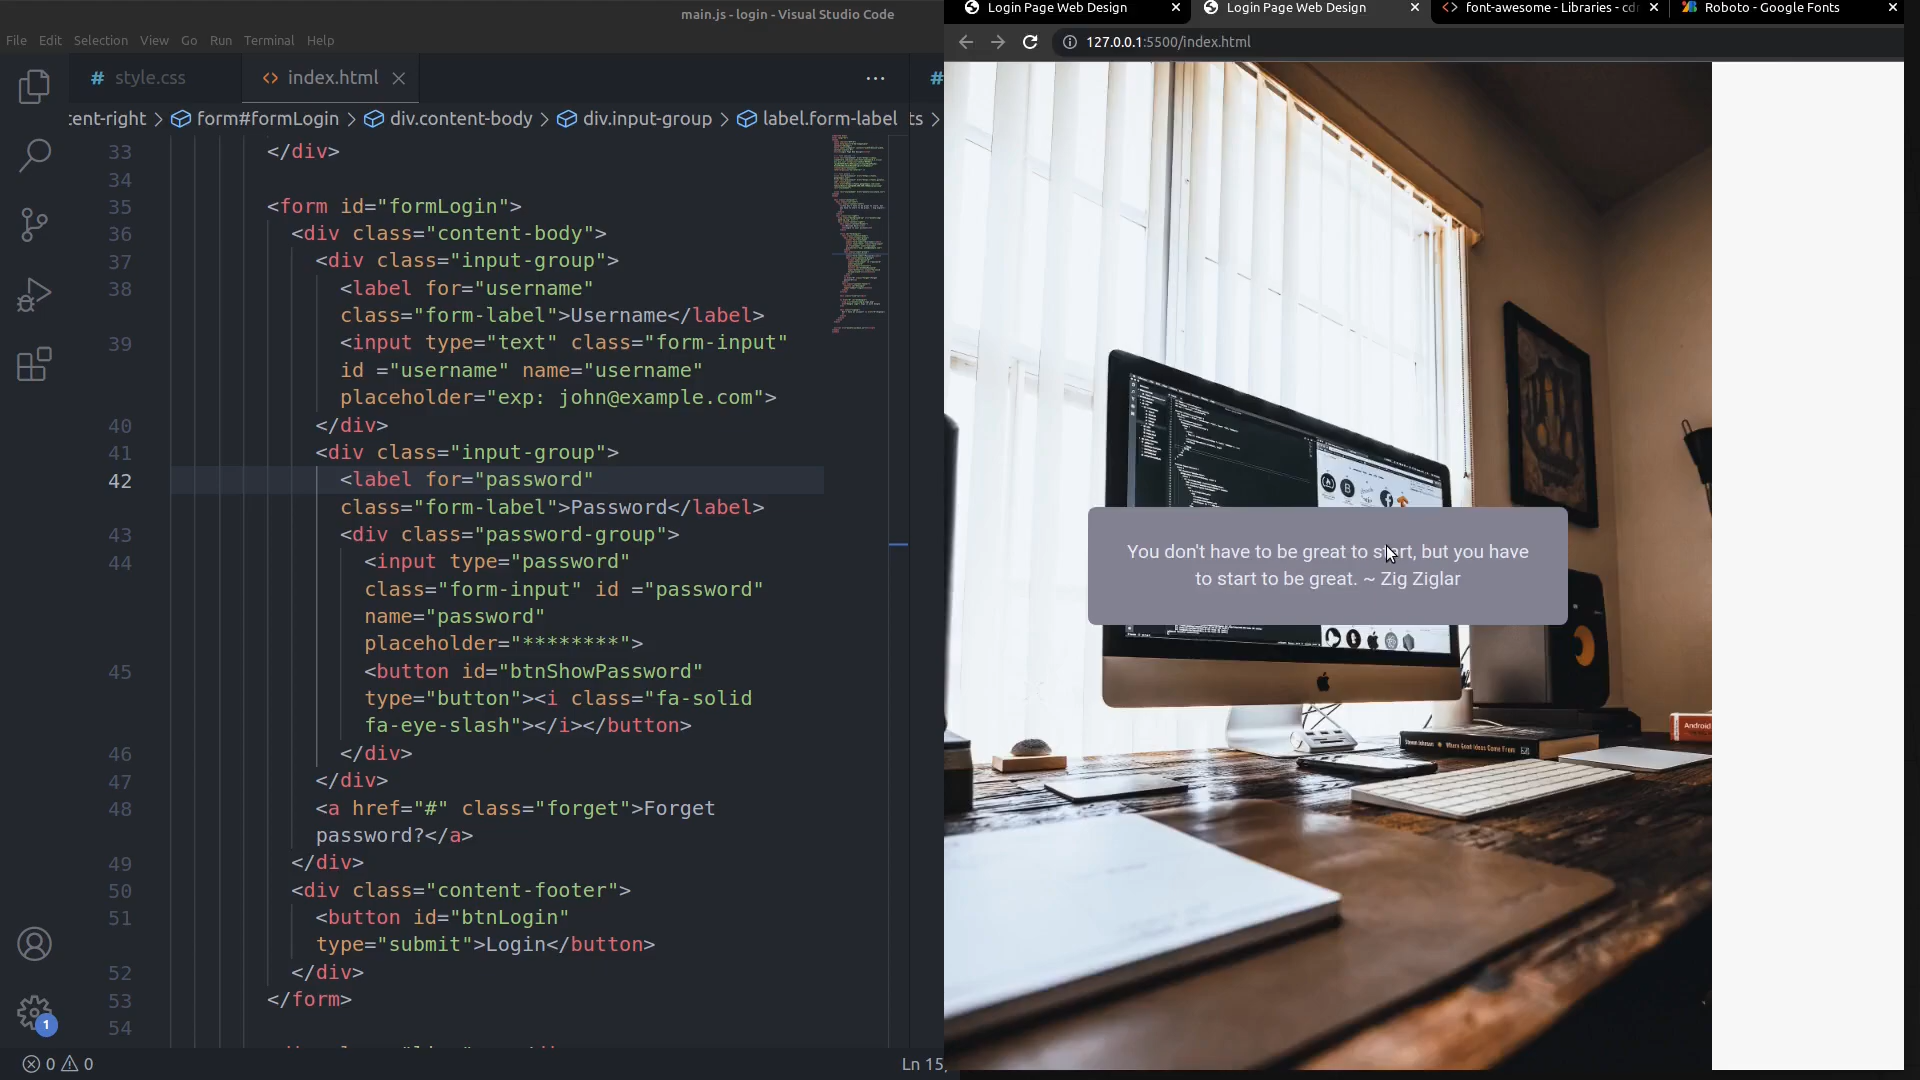 main.js - login - Visual Studio Code
File Edit Selection View Go Run Terminal Help
# style.css
<> index.html
···
#
cent-right > form#formLogin > div.content-body > div.input-group > label.form-label
ts >
33 </div>
34
35 <form id="formLogin">
36 <div class="content-body">
37 <div class="input-group">
38 <label for="username"
class="form-label">Username</label>
39 <input type="text" class="form-input"
id ="username" name="username"
placeholder="exp: john@example.com">
40 </div>
41 <div class="input-group">
42 <label for="password"
class="form-label">Password</label>
43 <div class="password-group">
44 <input type="password"
class="form-input" id ="password"
name="password"
placeholder="********">
45 <button id="btnShowPassword"
type="button"><i class="fa-solid
fa-eye-slash"></i></button>
46 </div>
47 </div>
48 <a href="#" class="forget">Forget
password?</a>
49 </div>
50 <div class="content-footer">
51 <button id="btnLogin"
type="submit">Login</button>
52 </div>
53 </form>
54
1
0 0
Ln 15,
Login Page Web Design
Login Page Web Design
font-awesome - Libraries - cd
Roboto - Google Fonts
127.0.0.1:5500/index.html
You don't have to be great to start, but you have
to start to be great. ~ Zig Ziglar
Where Good Ideas Come From
Android